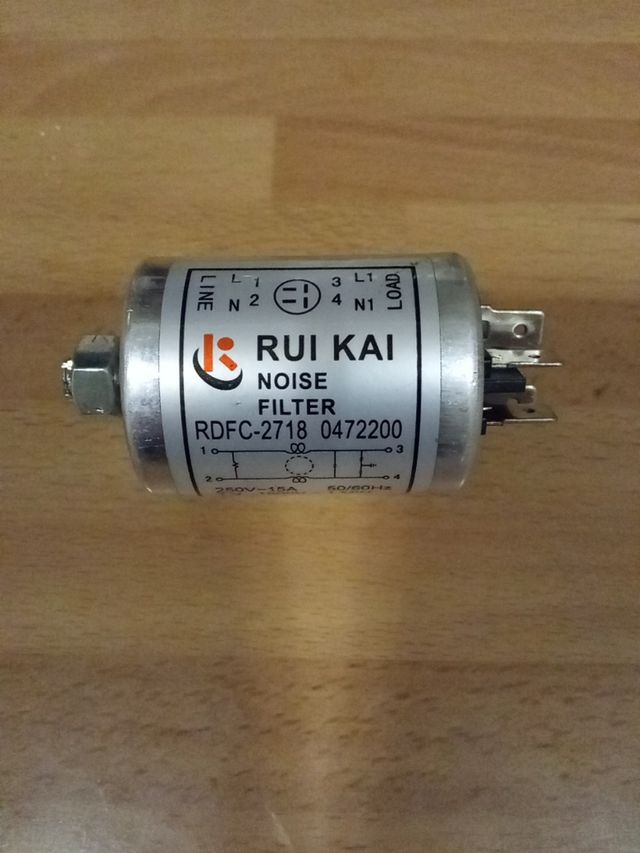 LINE L 1 3 L1 LOAD
N 2 4 N1
RUI KAI
NOISE
FILTER
RDFC-2718 0472200
1 3
2 4
250V~15A 50/60Hz